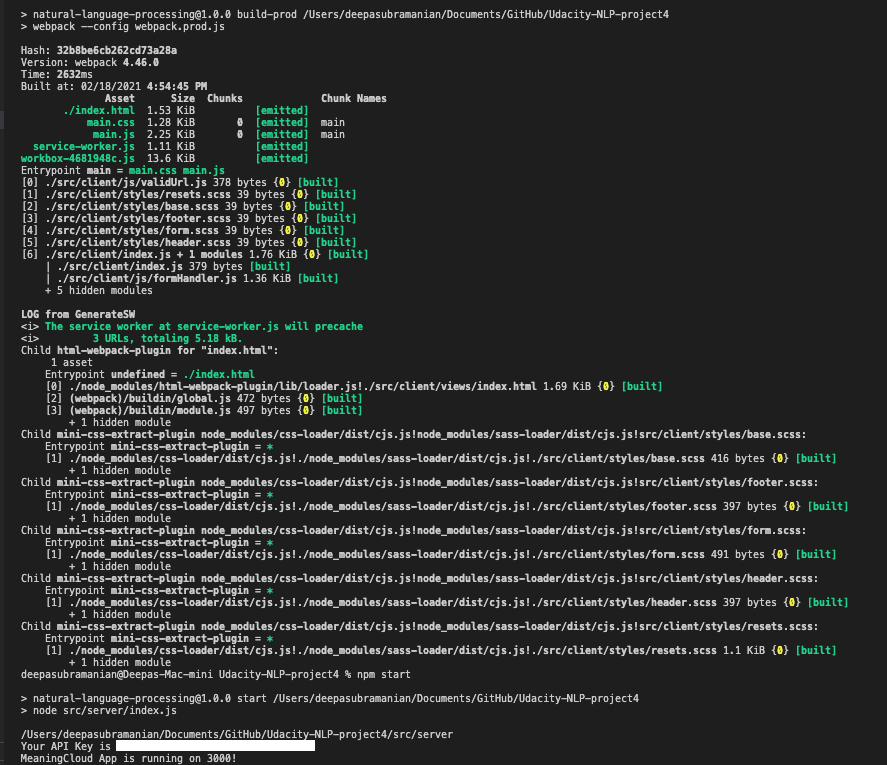 > natural-language-processing@1.0.0 build-prod /Users/deepasubramanian/Documents/GitHub/Udacity-NLP-project4
> webpack --config webpack.prod.js
Hash: 32b8be6cb262cd73a28a
Version: webpack 4.46.0
Time: 2632ms
Built at: 02/18/2021 4:54:45 PM
Asset Size Chunks Chunk Names
./index.html 1.53 KiB [emitted]
main.css 1.28 KiB 0 [emitted] main
main.js 2.25 KiB 0 [emitted] main
service-worker.js 1.11 KiB [emitted]
workbox-4681948c.js 13.6 KiB [emitted]
Entrypoint main = main.css main.js
[0] ./src/client/js/validUrl.js 378 bytes {0} [built]
[1] ./src/client/styles/resets.scss 39 bytes {0} [built]
[2] ./src/client/styles/base.scss 39 bytes {0} [built]
[3] ./src/client/styles/footer.scss 39 bytes {0} [built]
[4] ./src/client/styles/form.scss 39 bytes {0} [built]
[5] ./src/client/styles/header.scss 39 bytes {0} [built]
[6] ./src/client/index.js + 1 modules 1.76 KiB {0} [built]
| ./src/client/index.js 379 bytes [built]
| ./src/client/js/formHandler.js 1.36 KiB [built]
+ 5 hidden modules
LOG from GenerateSW
<i> The service worker at service-worker.js will precache
<i> 3 URLs, totaling 5.18 kB.
Child html-webpack-plugin for "index.html":
1 asset
Entrypoint undefined = ./index.html
[0] ./node_modules/html-webpack-plugin/lib/loader.js!./src/client/views/index.html 1.69 KiB {0} [built]
[2] (webpack)/buildin/global.js 472 bytes {0} [built]
[3] (webpack)/buildin/module.js 497 bytes {0} [built]
+ 1 hidden module
Child mini-css-extract-plugin node_modules/css-loader/dist/cjs.js!node_modules/sass-loader/dist/cjs.js!src/client/styles/base.scss:
Entrypoint mini-css-extract-plugin = *
[1] ./node_modules/css-loader/dist/cjs.js!./node_modules/sass-loader/dist/cjs.js!./src/client/styles/base.scss 416 bytes {0} [built]
+ 1 hidden module
Child mini-css-extract-plugin node_modules/css-loader/dist/cjs.js!node_modules/sass-loader/dist/cjs.js!src/client/styles/footer.scss:
Entrypoint mini-css-extract-plugin = *
[1] ./node_modules/css-loader/dist/cjs.js!./node_modules/sass-loader/dist/cjs.js!./src/client/styles/footer.scss 397 bytes {0} [built]
+ 1 hidden module
Child mini-css-extract-plugin node_modules/css-loader/dist/cjs.js!node_modules/sass-loader/dist/cjs.js!src/client/styles/form.scss:
Entrypoint mini-css-extract-plugin = *
[1] ./node_modules/css-loader/dist/cjs.js!./node_modules/sass-loader/dist/cjs.js!./src/client/styles/form.scss 491 bytes {0} [built]
+ 1 hidden module
Child mini-css-extract-plugin node_modules/css-loader/dist/cjs.js!node_modules/sass-loader/dist/cjs.js!src/client/styles/header.scss:
Entrypoint mini-css-extract-plugin = *
[1] ./node_modules/css-loader/dist/cjs.js!./node_modules/sass-loader/dist/cjs.js!./src/client/styles/header.scss 397 bytes {0} [built]
+ 1 hidden module
Child mini-css-extract-plugin node_modules/css-loader/dist/cjs.js!node_modules/sass-loader/dist/cjs.js!src/client/styles/resets.scss:
Entrypoint mini-css-extract-plugin = *
[1] ./node_modules/css-loader/dist/cjs.js!./node_modules/sass-loader/dist/cjs.js!./src/client/styles/resets.scss 1.1 KiB {0} [built]
+ 1 hidden module
deepasubramanian@Deepas-Mac-mini Udacity-NLP-project4 % npm start
> natural-language-processing@1.0.0 start /Users/deepasubramanian/Documents/GitHub/Udacity-NLP-project4
> node src/server/index.js
/Users/deepasubramanian/Documents/GitHub/Udacity-NLP-project4/src/server
Your API Key is
MeaningCloud App is running on 3000!